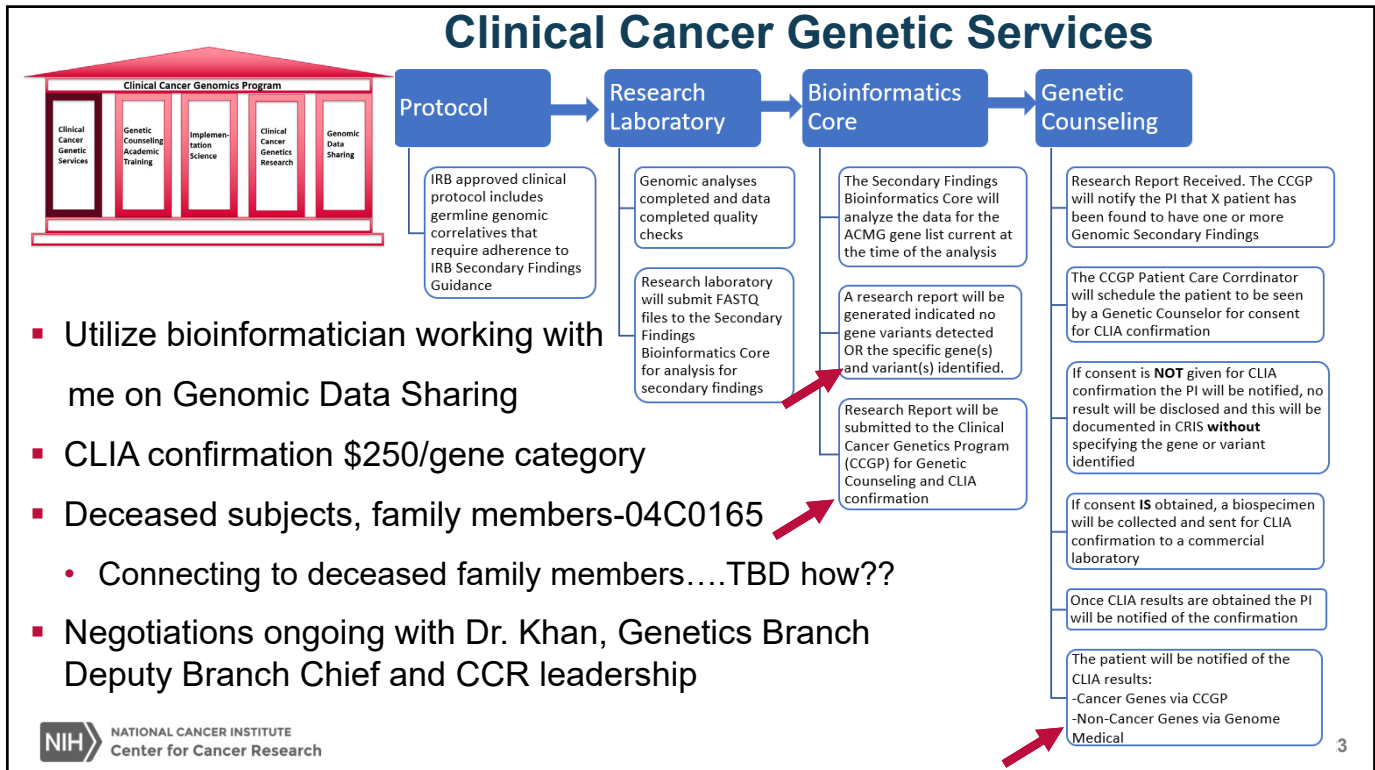 Clinical Cancer Genetic Services
Clinical Cancer Genomics Program
Clinical
Cancer
Genetic
Services
Genetic
Counseling
Academic
Training
Implemen-
tation
Science
Clinical
Cancer
Genetics
Research
Genomic
Data
Sharing
Protocol
IRB approved clinical
protocol includes
germline genomic
correlatives that
require adherence to
IRB Secondary Findings
Guidance
Research
Laboratory
Genomic analyses
completed and data
completed quality
checks
Research laboratory
will submit FASTQ
files to the Secondary
Findings
Bioinformatics Core
for analysis for
secondary findings
Bioinformatics
Core
The Secondary Findings
Bioinformatics Core will
analyze the data for the
ACMG gene list current at
the time of the analysis
A research report will be
generated indicated no
gene variants detected
OR the specific gene(s)
and variant(s) identified.
Research Report will be
submitted to the Clinical
Cancer Genetics Program
(CCGP) for Genetic
Counseling and CLIA
confirmation
Genetic
Counseling
Research Report Received. The CCGP
will notify the PI that X patient has
been found to have one or more
Genomic Secondary Findings
The CCGP Patient Care Corrdinator
will schedule the patient to be seen
by a Genetic Counselor for consent
for CLIA confirmation
If consent is NOT given for CLIA
confirmation the PI will be notified, no
result will be disclosed and this will be
documented in CRIS without
specifying the gene or variant
identified
If consent IS obtained, a biospecimen
will be collected and sent for CLIA
confirmation to a commercial
laboratory
Once CLIA results are obtained the PI
will be notified of the confirmation
The patient will be notified of the
CLIA results:
-Cancer Genes via CCGP
-Non-Cancer Genes via Genome
Medical
▪ Utilize bioinformatician working with
me on Genomic Data Sharing
▪ CLIA confirmation $250/gene category
▪ Deceased subjects, family members-04C0165
• Connecting to deceased family members….TBD how??
▪ Negotiations ongoing with Dr. Khan, Genetics Branch
Deputy Branch Chief and CCR leadership
NIH
NATIONAL CANCER INSTITUTE
Center for Cancer Research
3